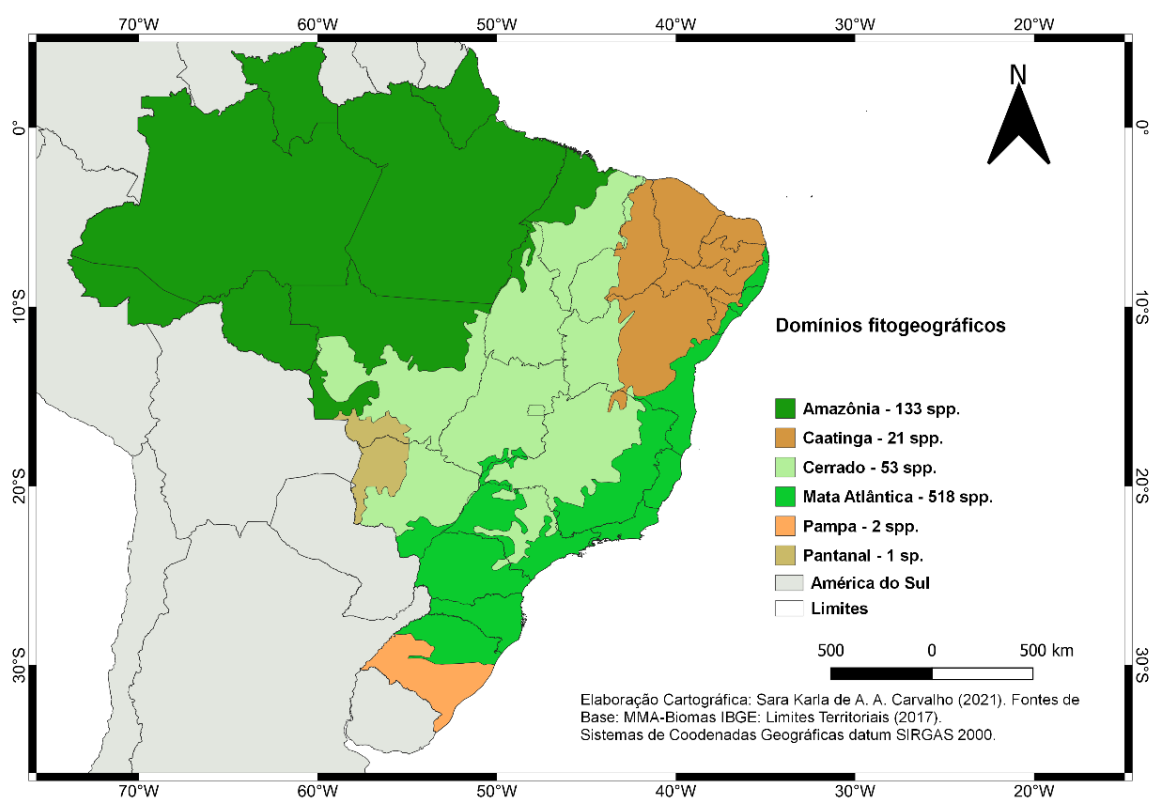 70°W 60°W 50°W 40°W 30°W 20°W
N
0° 0°
10°S 10°S
Domínios fitogeográficos
Amazônia - 133 spp.
Caatinga - 21 spp.
Cerrado - 53 spp.
20°S 20°S
Mata Atlântica - 518 spp.
Pampa - 2 spp.
Pantanal - 1 sp.
América do Sul
Limites
500 0 500 km
30°S 30°S
Elaboração Cartográfica: Sara Karla de A. A. Carvalho (2021). Fontes de
Base: MMA-Biomas IBGE: Limites Territoriais (2017).
Sistemas de Coodenadas Geográficas datum SIRGAS 2000.
70°W 60°W 50°W 40°W 30°W 20°W